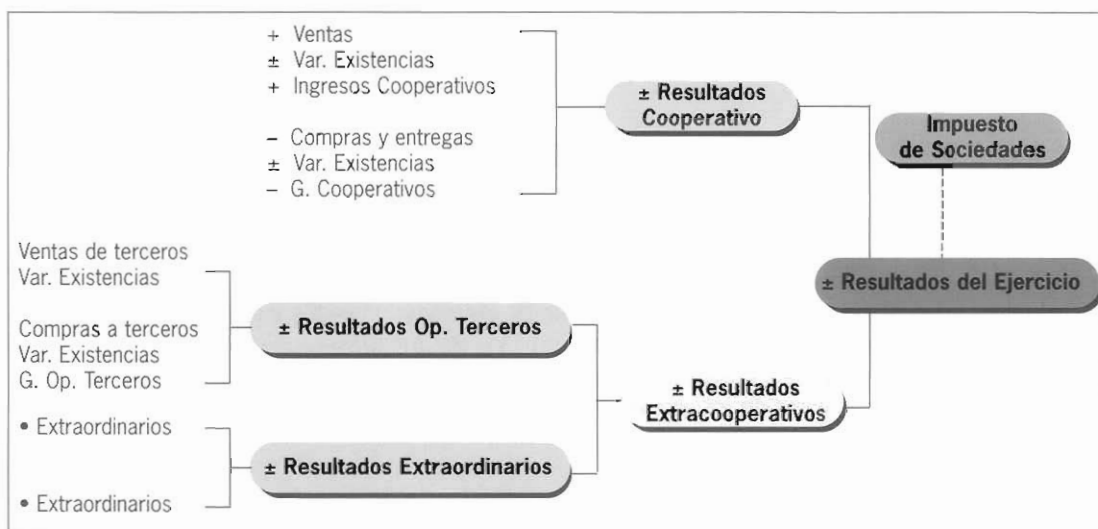 + Ventas
± Var. Existencias
+ Ingresos Cooperativos
– Compras y entregas
± Var. Existencias
– G. Cooperativos
± Resultados
Cooperativo
Impuesto
de Sociedades
± Resultados del Ejercicio
Ventas de terceros
Var. Existencias
Compras a terceros
Var. Existencias
G. Op. Terceros
± Resultados Op. Terceros
± Resultados
Extracooperativos
• Extraordinarios
• Extraordinarios
± Resultados Extraordinarios